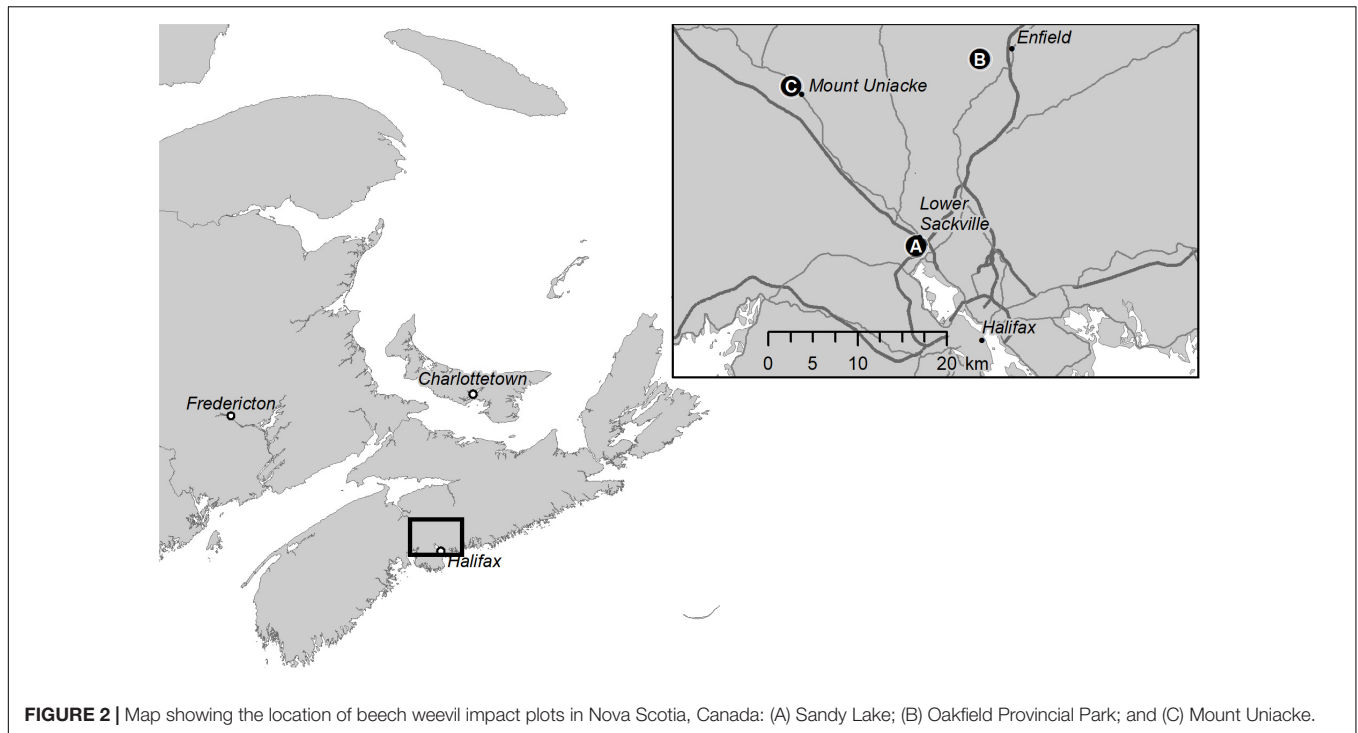 Enfield
B
C
Mount Uniacke
Lower
Sackville
A
Halifax
0 5 10 20 km
Charlottetown
Fredericton
Halifax
FIGURE 2 | Map showing the location of beech weevil impact plots in Nova Scotia, Canada: (A) Sandy Lake; (B) Oakfield Provincial Park; and (C) Mount Uniacke.